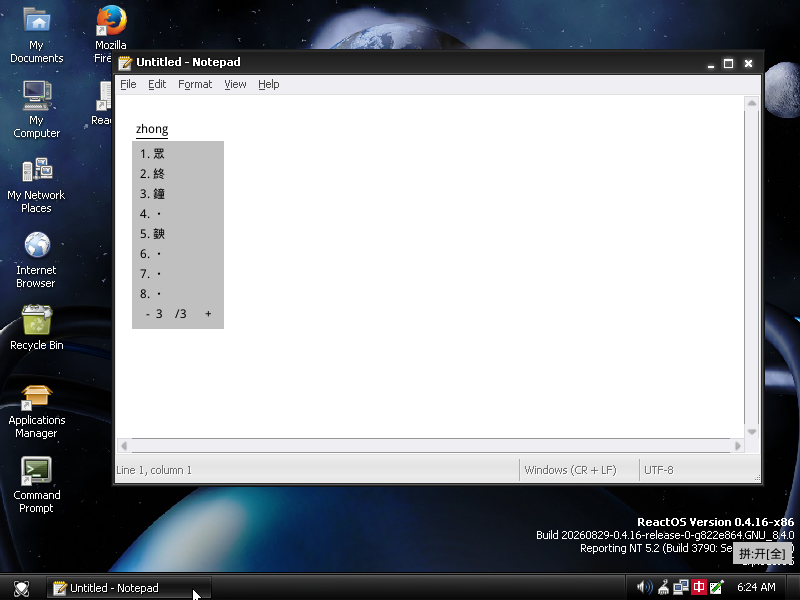 My Documents
Mozilla
Fire
My Computer
Read
My Network Places
Internet Browser
Recycle Bin
Applications Manager
Command Prompt
Untitled - Notepad
File Edit Format View Help
zhong
1. 眾
2. 終
3. 鐘
4. ·
6. ·
7. ·
8. ·
- 3 /3 +
Line 1, column 1
Windows (CR + LF)
UTF-8
ReactOS Version 0.4.16-x86
Build 20260829-0.4.16-release-0-g822e864.GNU_8.4.0
Reporting NT 5.2 (Build 3790: Se
拼:开[全]
Untitled - Notepad
中
6:24 AM